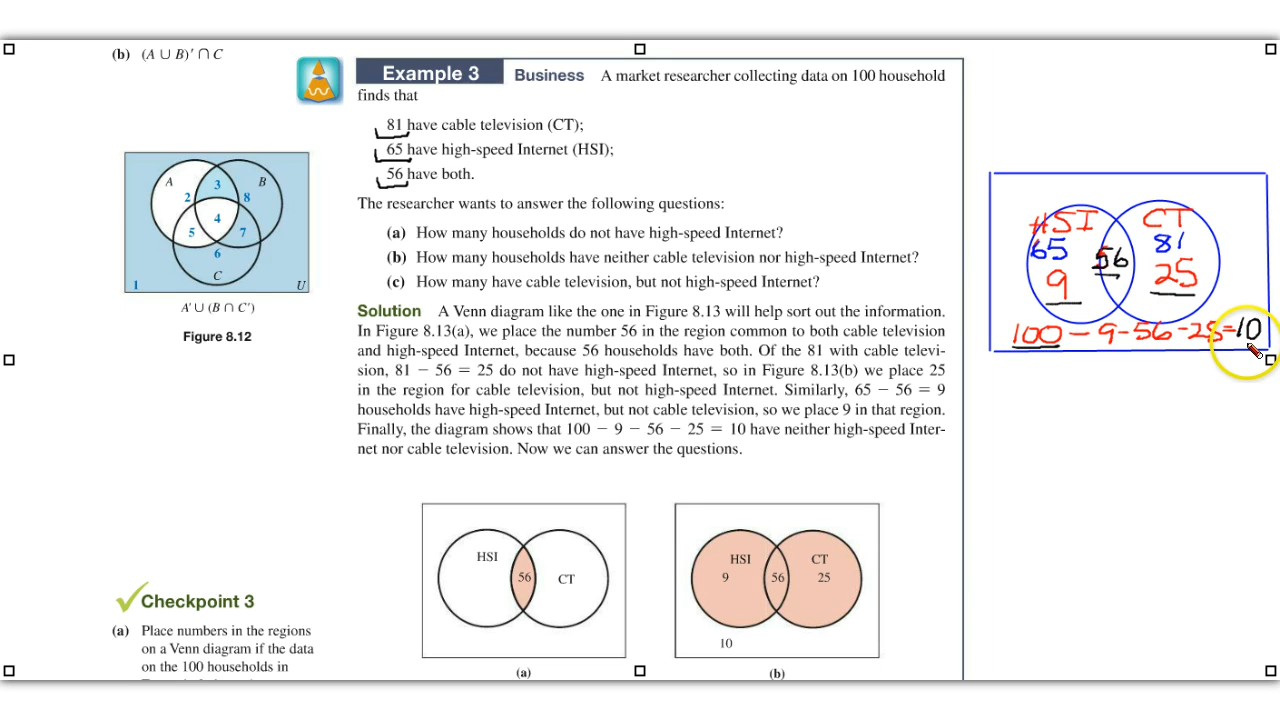 (b) (A ∪ B)′ ∩ C
Example 3 Business A market researcher collecting data on 100 household
finds that
81 have cable television (CT);
65 have high-speed Internet (HSI);
56 have both.
The researcher wants to answer the following questions:
(a) How many households do not have high-speed Internet?
(b) How many households have neither cable television nor high-speed Internet?
(c) How many have cable television, but not high-speed Internet?
Solution A Venn diagram like the one in Figure 8.13 will help sort out the information.
In Figure 8.13(a), we place the number 56 in the region common to both cable television
and high-speed Internet, because 56 households have both. Of the 81 with cable televi-
sion, 81 − 56 = 25 do not have high-speed Internet, so in Figure 8.13(b) we place 25
in the region for cable television, but not high-speed Internet. Similarly, 65 − 56 = 9
households have high-speed Internet, but not cable television, so we place 9 in that region.
Finally, the diagram shows that 100 − 9 − 56 − 25 = 10 have neither high-speed Inter-
net nor cable television. Now we can answer the questions.
A 3 B
2 8
4
5 7
6
C
1 U
A′ ∪ (B ∩ C′)
Figure 8.12
HSI CT
65 56 81
9 25
100 − 9 − 56 − 25 = 10
HSI
56 CT
(a)
HSI CT
9 56 25
10
(b)
Checkpoint 3
(a) Place numbers in the regions
on a Venn diagram if the data
on the 100 households in